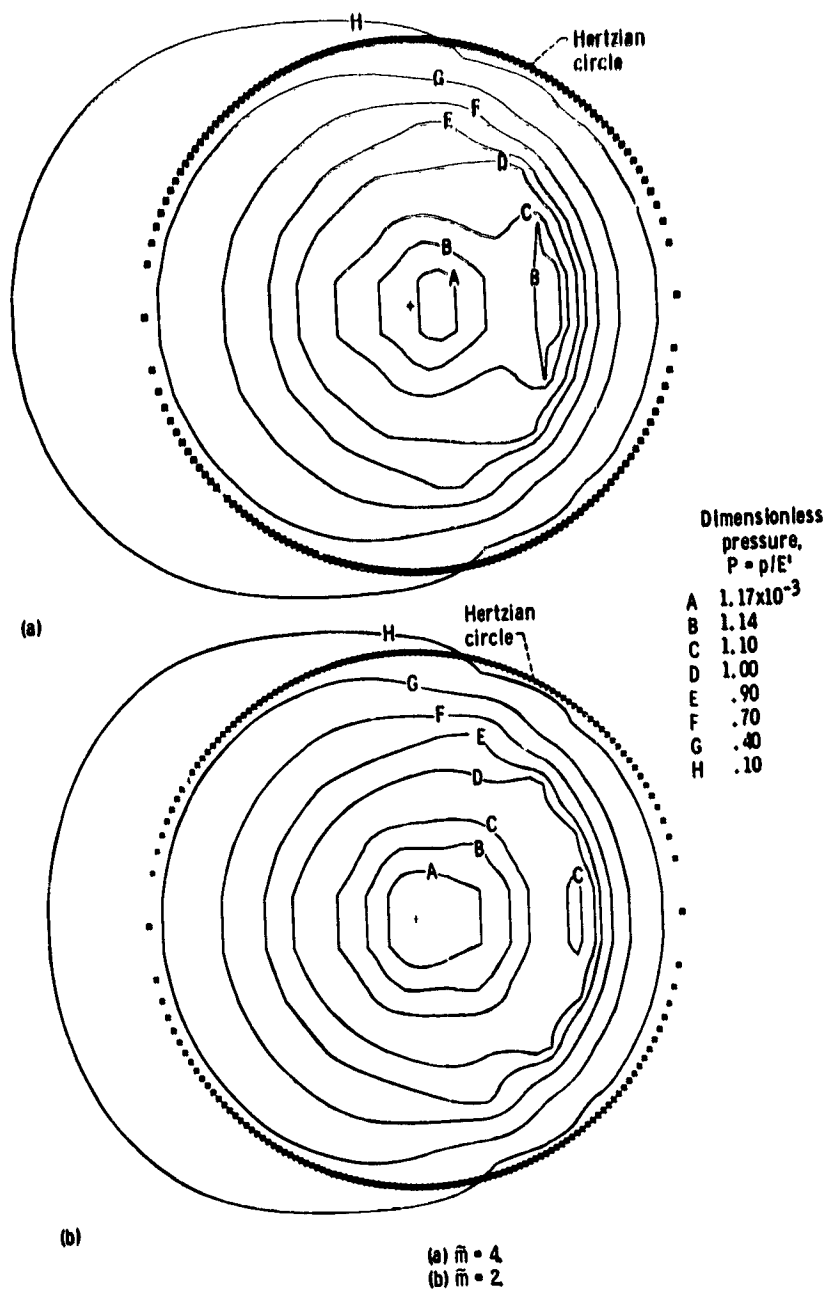 H
Hertzian
circle
G
F
E
D
C
B
A
B
(a)
Dimensionless
pressure,
P = p/E'
A 1.17x10-3
B 1.14
C 1.10
D 1.00
E .90
F .70
G .40
H .10
Hertzian
circle
H
G
F
E
D
C
B
A
C
(b)
(a) m̃ = 4.
(b) m̃ = 2.